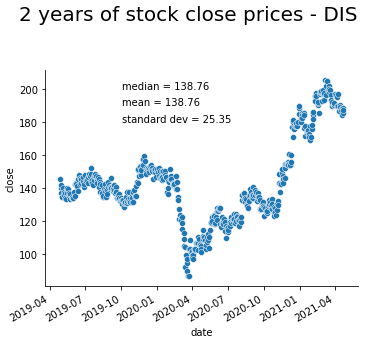 2 years of stock close prices - DIS
median = 138.76
mean = 138.76
standard dev = 25.35
close
200
180
160
140
120
100
2019-04
2019-07
2019-10
2020-01
2020-04
2020-07
2020-10
2021-01
2021-04
date